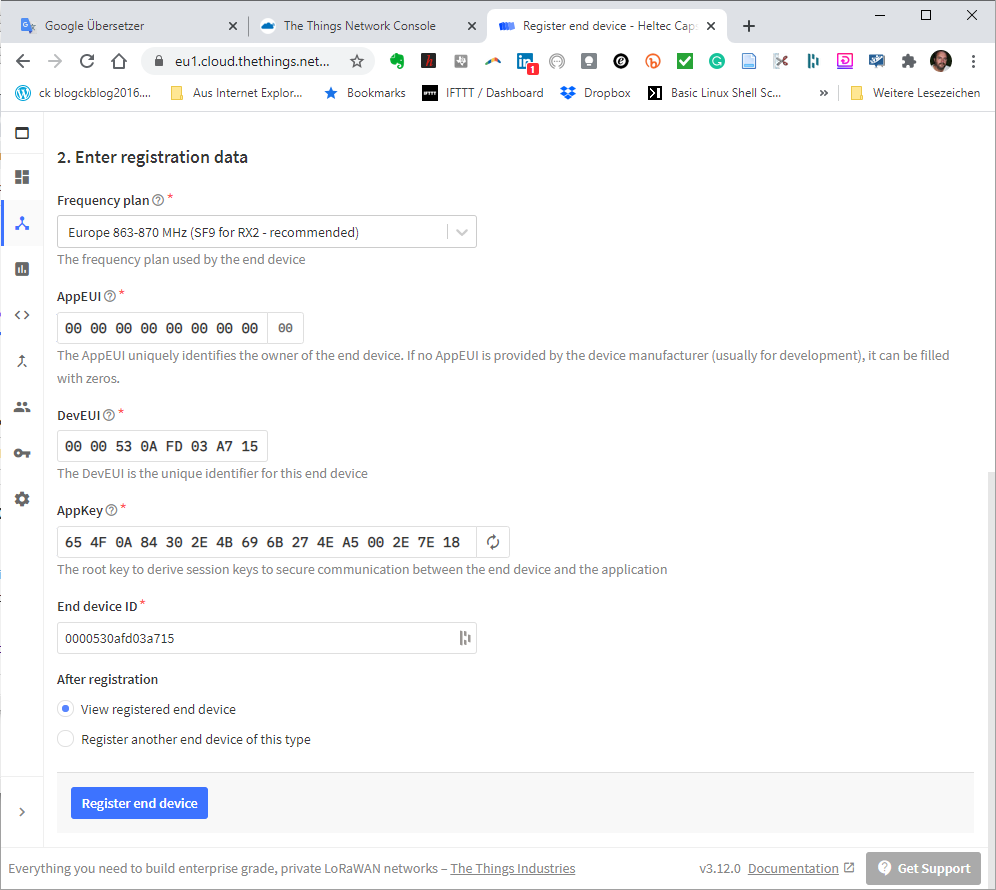 Google Übersetzer
The Things Network Console
Register end device - Heltec Cap
eu1.cloud.thethings.net...
1
ck blogckblog2016....
Aus Internet Explor...
Bookmarks
IFTTT / Dashboard
Dropbox
Basic Linux Shell Sc...
»
Weitere Lesezeichen
2. Enter registration data
Frequency plan *
Europe 863-870 MHz (SF9 for RX2 - recommended)
The frequency plan used by the end device
AppEUI *
00 00 00 00 00 00 00 00 00
The AppEUI uniquely identifies the owner of the end device. If no AppEUI is provided by the device manufacturer (usually for development), it can be filled
with zeros.
DevEUI *
00 00 53 0A FD 03 A7 15
The DevEUI is the unique identifier for this end device
AppKey *
65 4F 0A 84 30 2E 4B 69 6B 27 4E A5 00 2E 7E 18
The root key to derive session keys to secure communication between the end device and the application
End device ID *
0000530afd03a715
After registration
View registered end device
Register another end device of this type
Register end device
Everything you need to build enterprise grade, private LoRaWAN networks – The Things Industries
v3.12.0 Documentation
Get Support